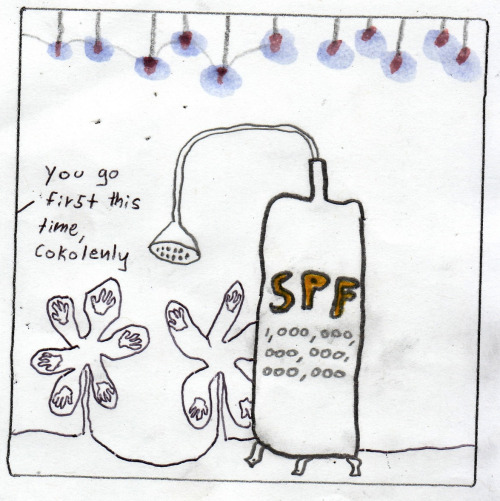 You go
first this
time,
Cokolenly
SPF
1,000,000,
000,000,
000,000